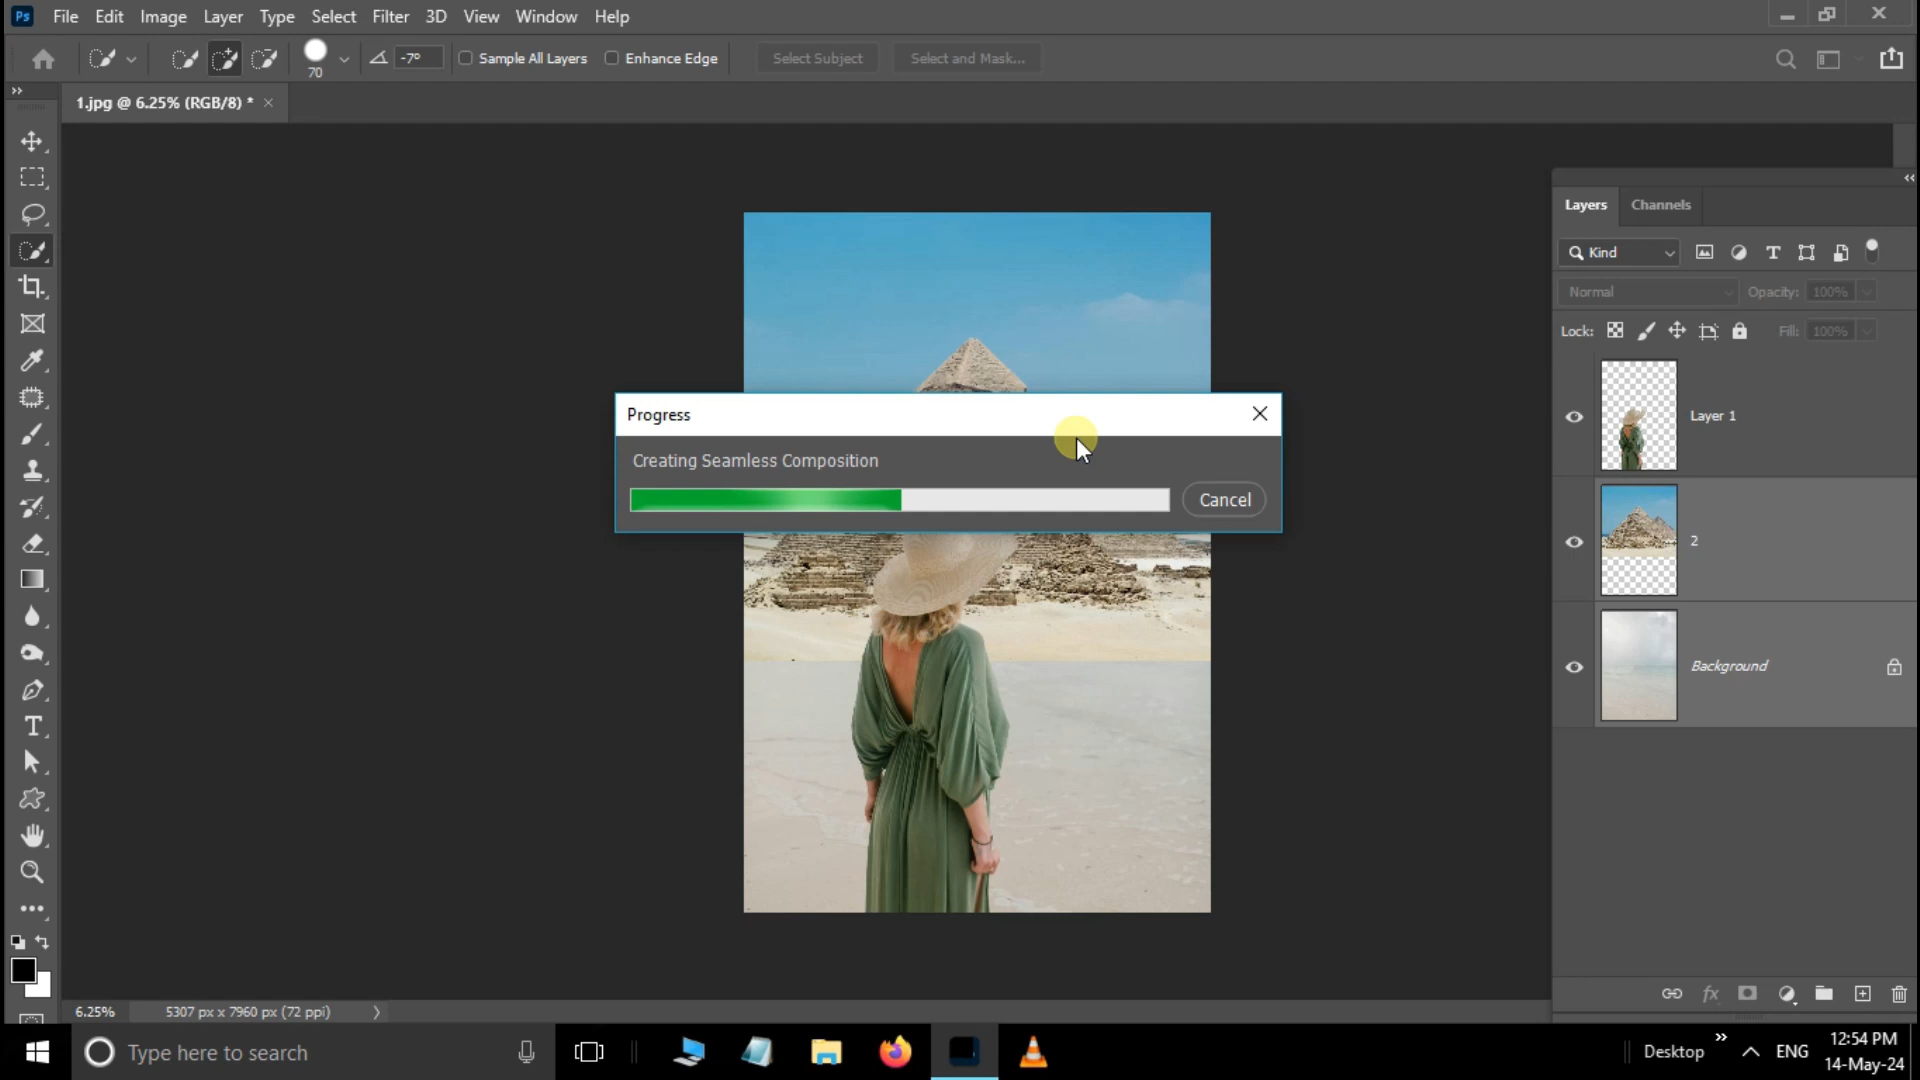 Ps File Edit Image Layer Type Select Filter 3D View Window Help
70 -7° Sample All Layers Enhance Edge Select Subject Select and Mask...
1.jpg @ 6.25% (RGB/8) *
Layers Channels
Kind
Normal Opacity: 100%
Lock: Fill: 100%
Progress
Creating Seamless Composition
Cancel
Layer 1
2
Background
6.25% 5307 px x 7960 px (72 ppi)
Type here to search
Desktop ENG 12:54 PM
14-May-24